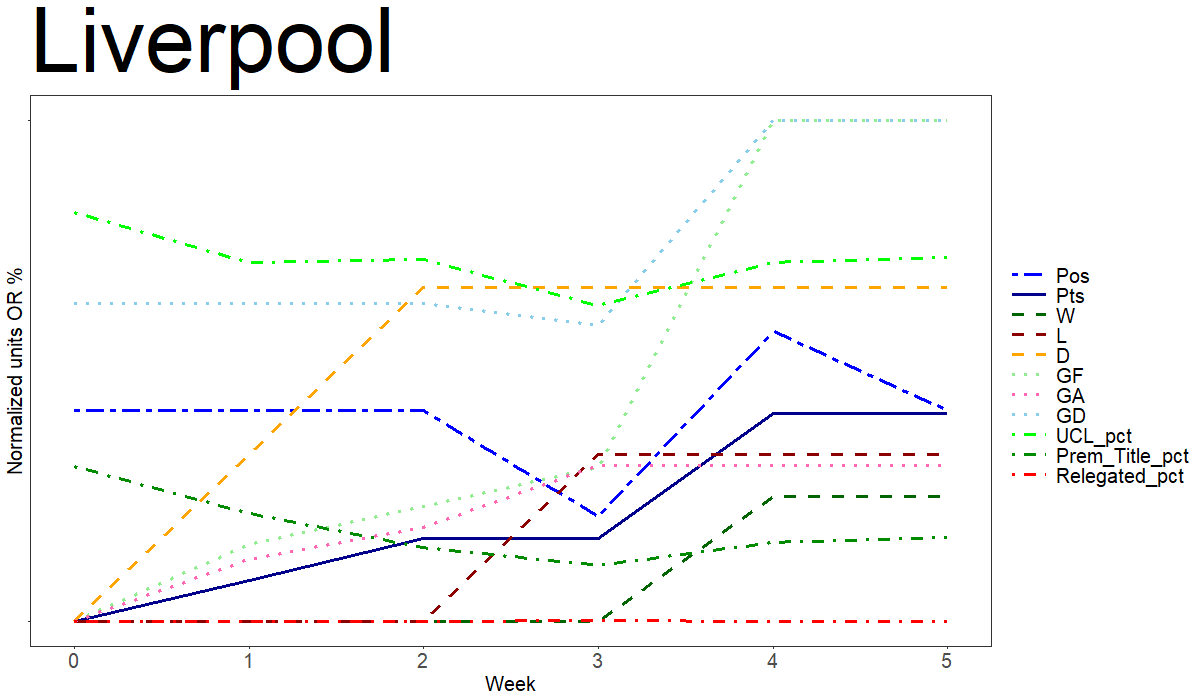 Liverpool
Normalized units OR %
0 1 2 3 4 5
Week
Pos
Pts
W
L
D
GF
GA
GD
UCL_pct
Prem_Title_pct
Relegated_pct